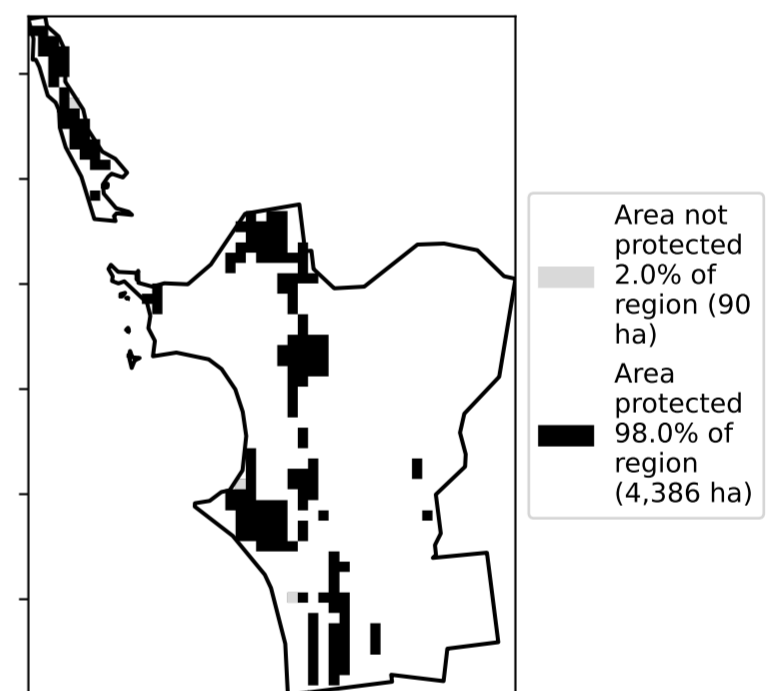 Area not
protected
2.0% of
region (90
ha)
Area
protected
98.0% of
region
(4,386 ha)